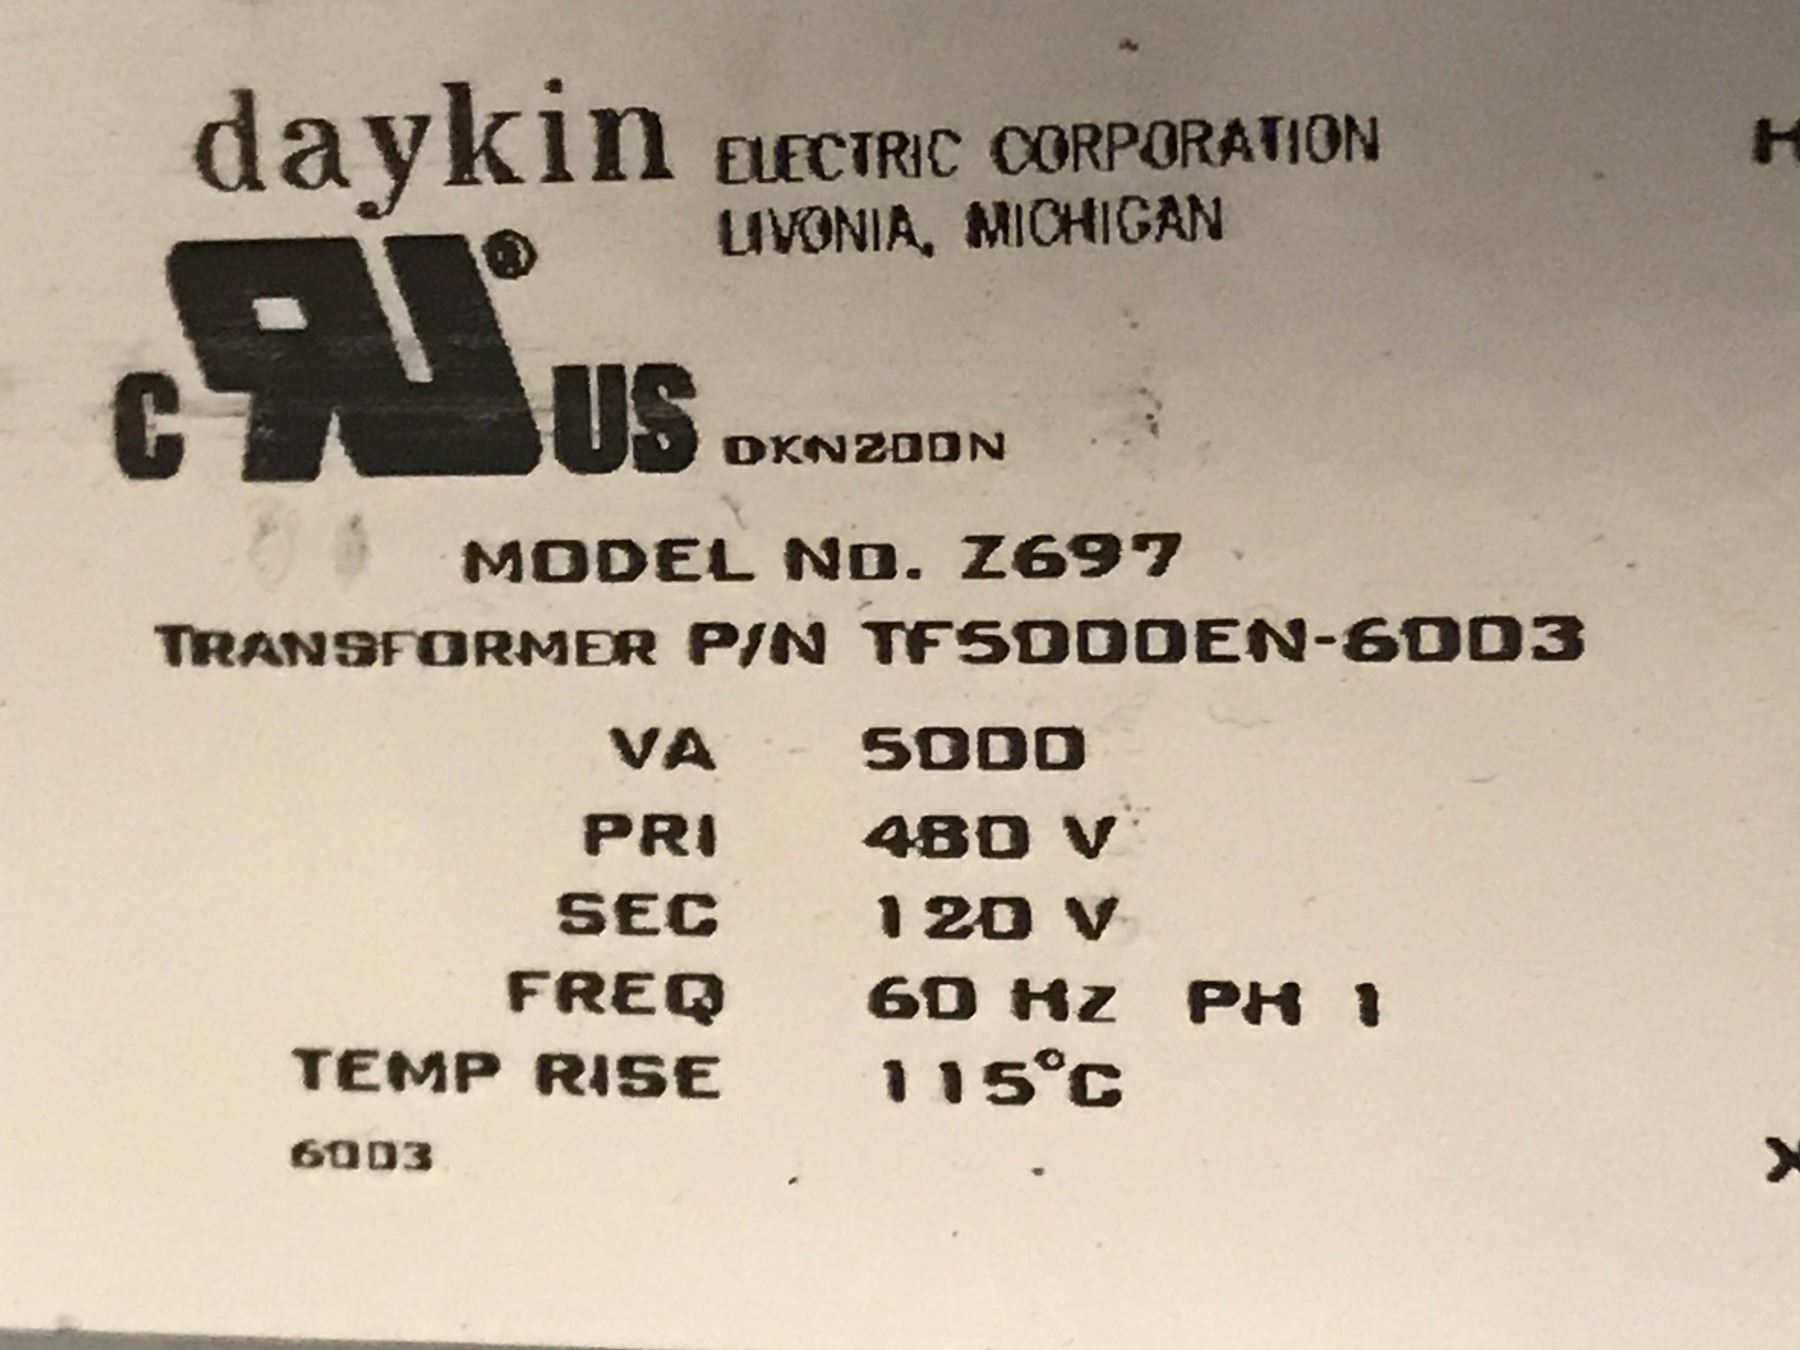 daykin ELECTRIC CORPORATION
LIVONIA, MICHIGAN
C RU® US DKN200N
MODEL No. Z697
TRANSFORMER P/N TF5000EN-6003
VA 5000
PRI 480 V
SEC 120 V
FREQ 60 Hz PH 1
TEMP RISE 115°C
6003
H
X